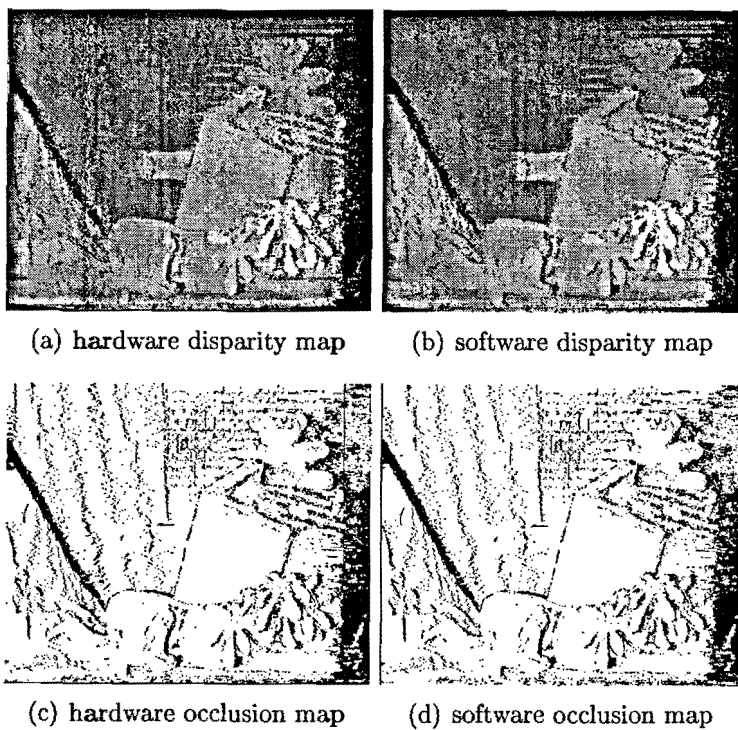 (a) hardware disparity map
(b) software disparity map
(c) hardware occlusion map
(d) software occlusion map